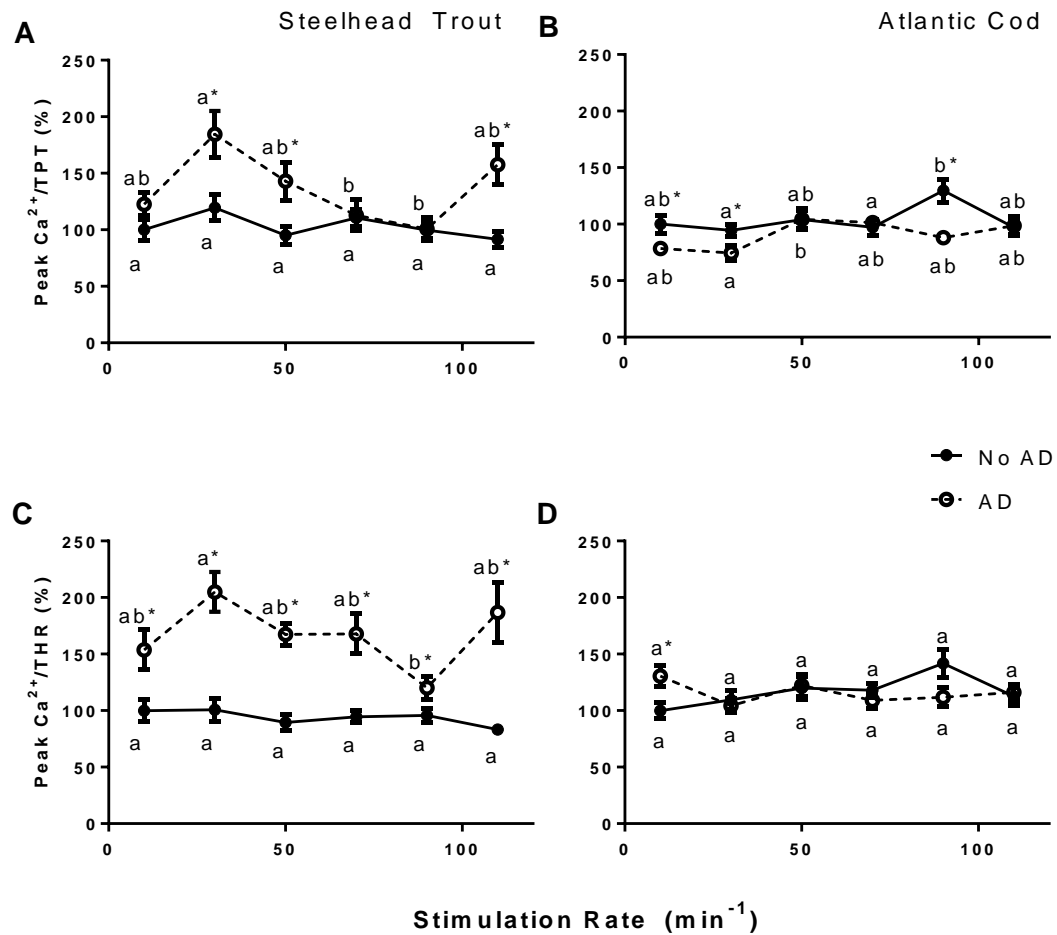 Steelhead Trout
Atlantic Cod
A
Peak Ca2+/TPT (%)
250
200
150
100
50
0
0
50
100
ab
a*
ab*
b
b
ab*
a
a
a
a
a
a
B
250
200
150
100
50
0
0
50
100
ab*
a*
ab
a
b*
ab
ab
a
b
ab
ab
ab
No AD
AD
C
Peak Ca2+/THR (%)
250
200
150
100
50
0
0
50
100
ab*
a*
ab*
ab*
b*
ab*
a
a
a
a
a
a
D
250
200
150
100
50
0
0
50
100
a*
a
a
a
a
a
a
a
a
a
a
a
Stimulation Rate (min-1)